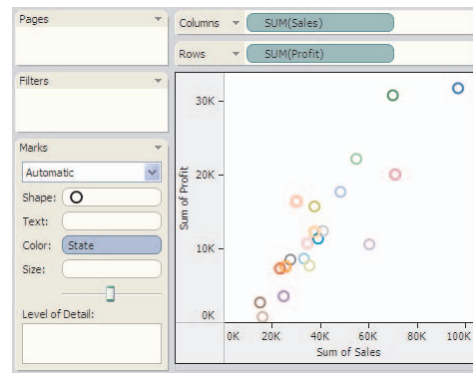 Pages
Columns SUM(Sales)
Rows SUM(Profit)
Filters
Marks
Automatic
Shape:
Text:
Color: State
Size:
Level of Detail:
Sum of Profit
30K
20K
10K
0K
0K 20K 40K 60K 80K 100K
Sum of Sales